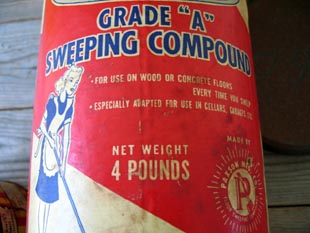 GRADE "A"
SWEEPING COMPOUND
• FOR USE ON WOOD OR CONCRETE FLOORS
EVERY TIME YOU SWEEP
• ESPECIALLY ADAPTED FOR USE IN CELLARS, GARAGES, ETC.
NET WEIGHT
4 POUNDS
MADE BY
P